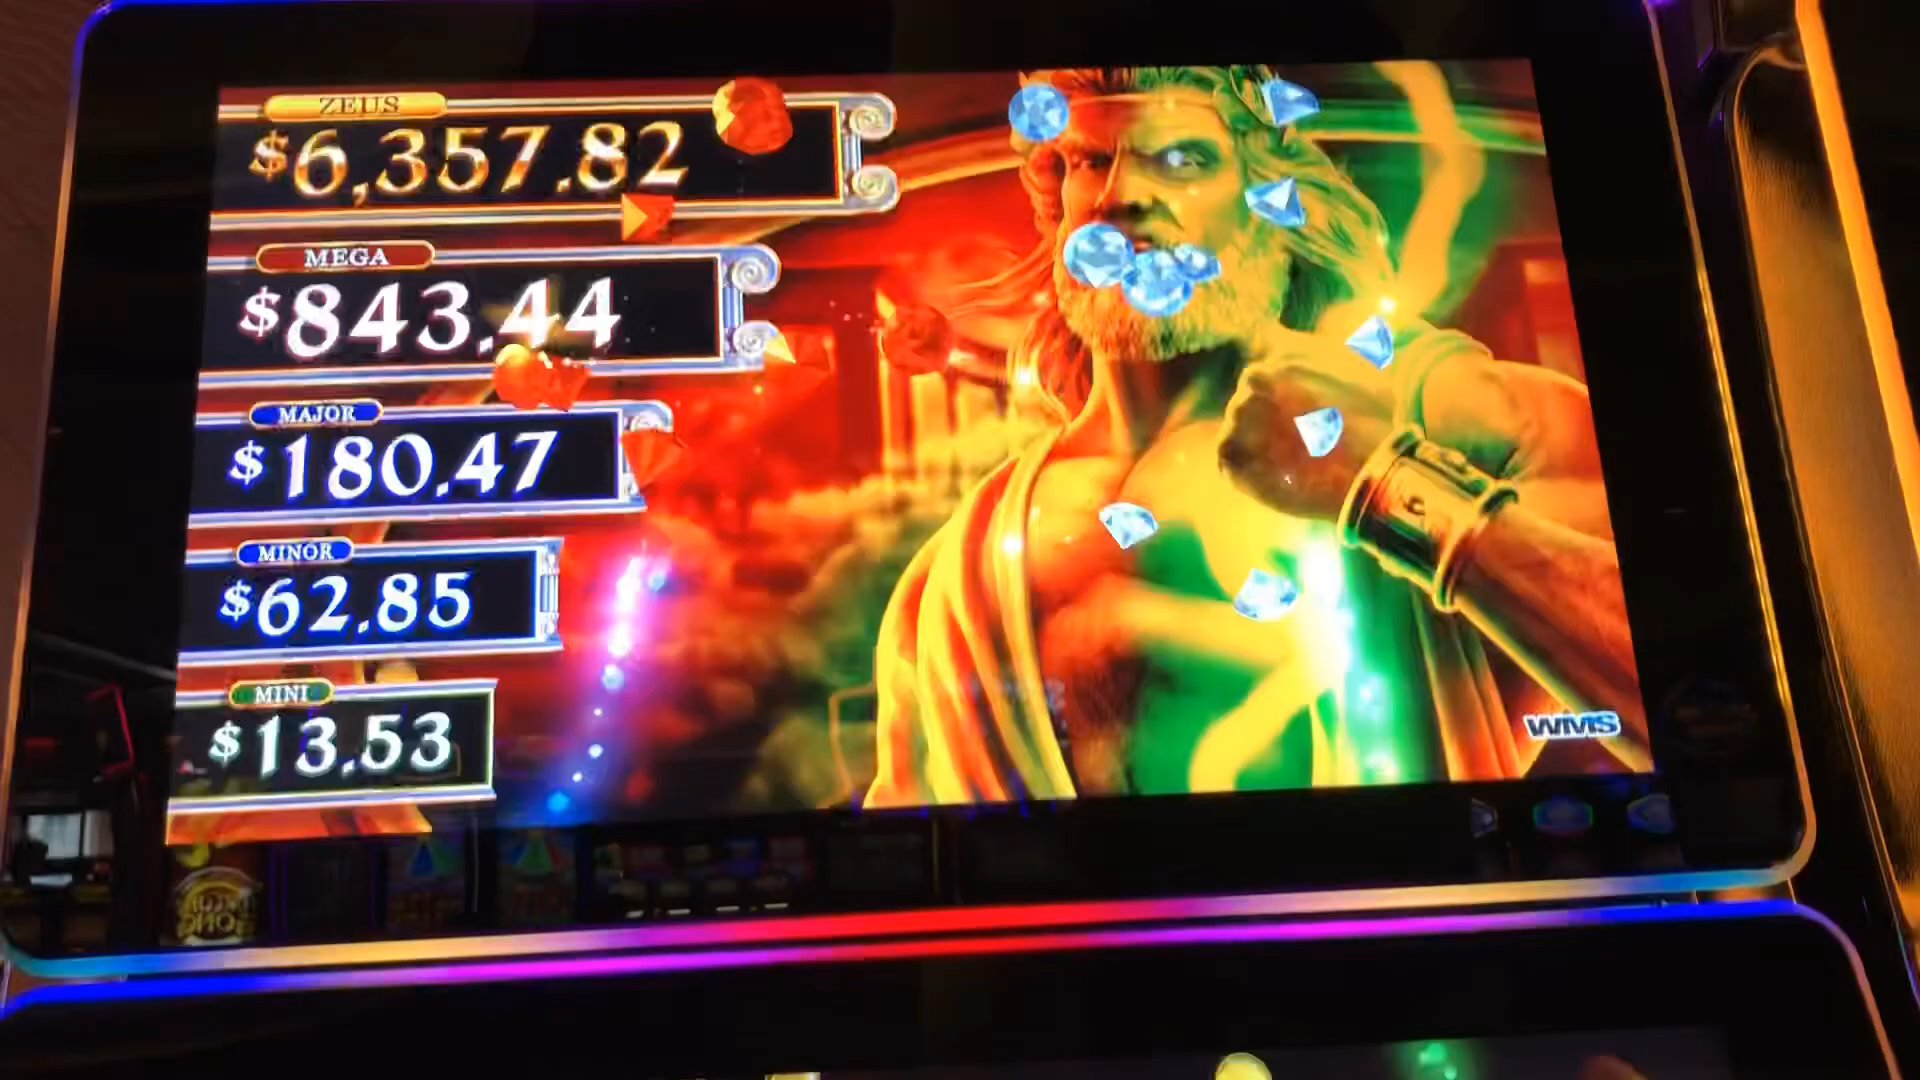 ZEUS
$6,357.82
MEGA
$843.44
MAJOR
$180.47
MINOR
$62.85
MINI
$13.53
WMS